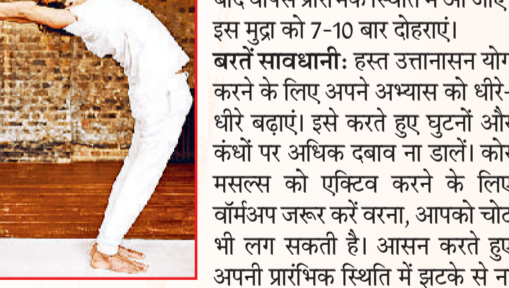 बाद वापस प्रारंभिक स्थिति में आ जाए
इस मुद्रा को 7-10 बार दोहराएं।
बरतें सावधानी: हस्त उत्तानासन योग
करने के लिए अपने अभ्यास को धीरे-
धीरे बढ़ाएं। इसे करते हुए घुटनों और
कंधों पर अधिक दबाव ना डालें। कोर
मसल्स को एक्टिव करने के लिए
वॉर्मअप जरूर करें वरना, आपको चोट
भी लग सकती है। आसन करते हुए
अपनी प्रारंभिक स्थिति में झटके से न